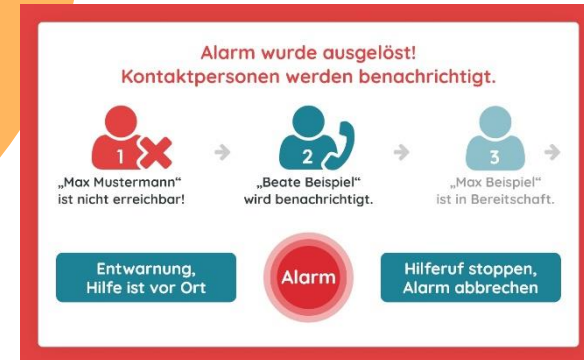 Alarm wurde ausgelöst!
Kontaktpersonen werden benachrichtigt.
1
2
3
„Max Mustermann“
ist nicht erreichbar!
„Beate Beispiel“
wird benachrichtigt.
„Max Beispiel“
ist in Bereitschaft.
Entwarnung,
Hilfe ist vor Ort
Alarm
Hilferuf stoppen,
Alarm abbrechen